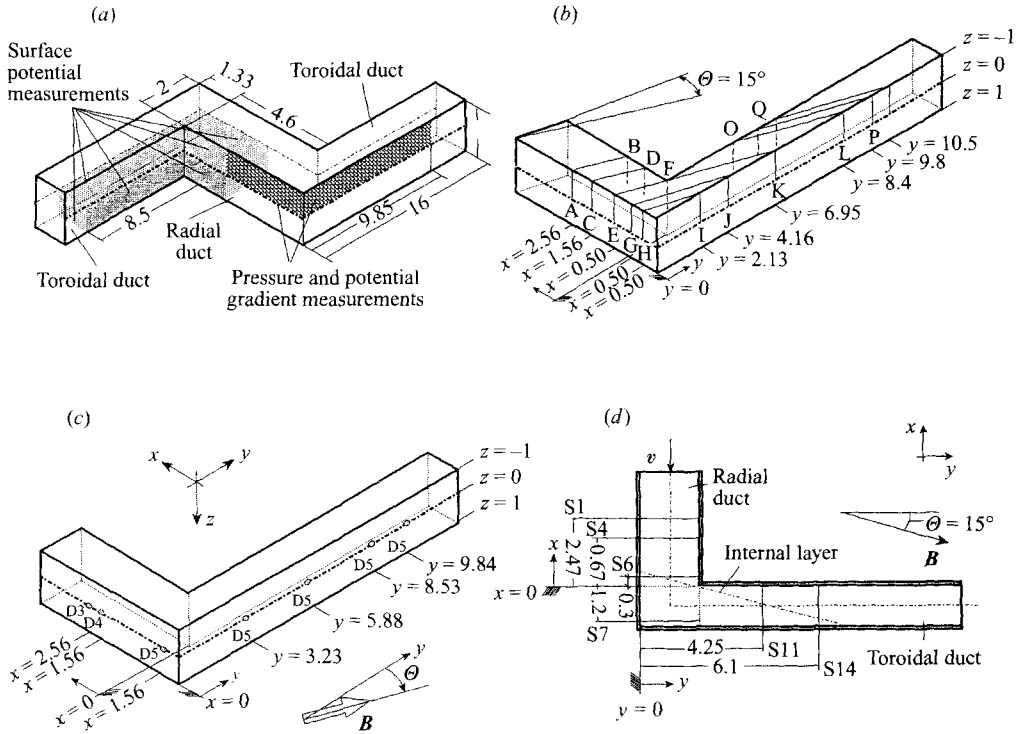 (a)
Surface
potential
measurements
2
1.33
4.6
Toroidal duct
8.5
Radial
duct
Toroidal duct
9.85
16
Pressure and potential
gradient measurements
(b)
Θ = 15°
z = –1
z = 0
z = 1
Q
O
B
D
F
P
L
K
J
I
A
C
E
G
H
y = 10.5
y = 9.8
y = 8.4
y = 6.95
y = 4.16
y = 2.13
y
y = 0
x = 2.56
x = 1.56
x = 0.50
x = 0.50
x = 0.50
(c)
x
y
z
z = –1
z = 0
z = 1
D5
D5
D5
D5
D3
D4
D5
y = 9.84
y = 8.53
y = 5.88
y = 3.23
x = 2.56
x = 1.56
x = 0
x = 1.56
x = 0
y
Θ
B
(d)
x
y
v
Radial
duct
S1
S4
S6
S7
2.47
0.67
1.2
0.3
x
x = 0
Internal layer
Θ = 15°
B
4.25
S11
6.1
S14
Toroidal duct
y
y = 0